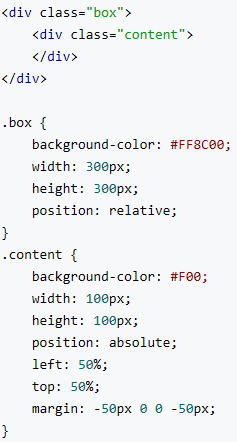 <div class="box">
    <div class="content">
    </div>
</div>

.box {
    background-color: #FF8C00;
    width: 300px;
    height: 300px;
    position: relative;
}
.content {
    background-color: #F00;
    width: 100px;
    height: 100px;
    position: absolute;
    left: 50%;
    top: 50%;
    margin: -50px 0 0 -50px;
}